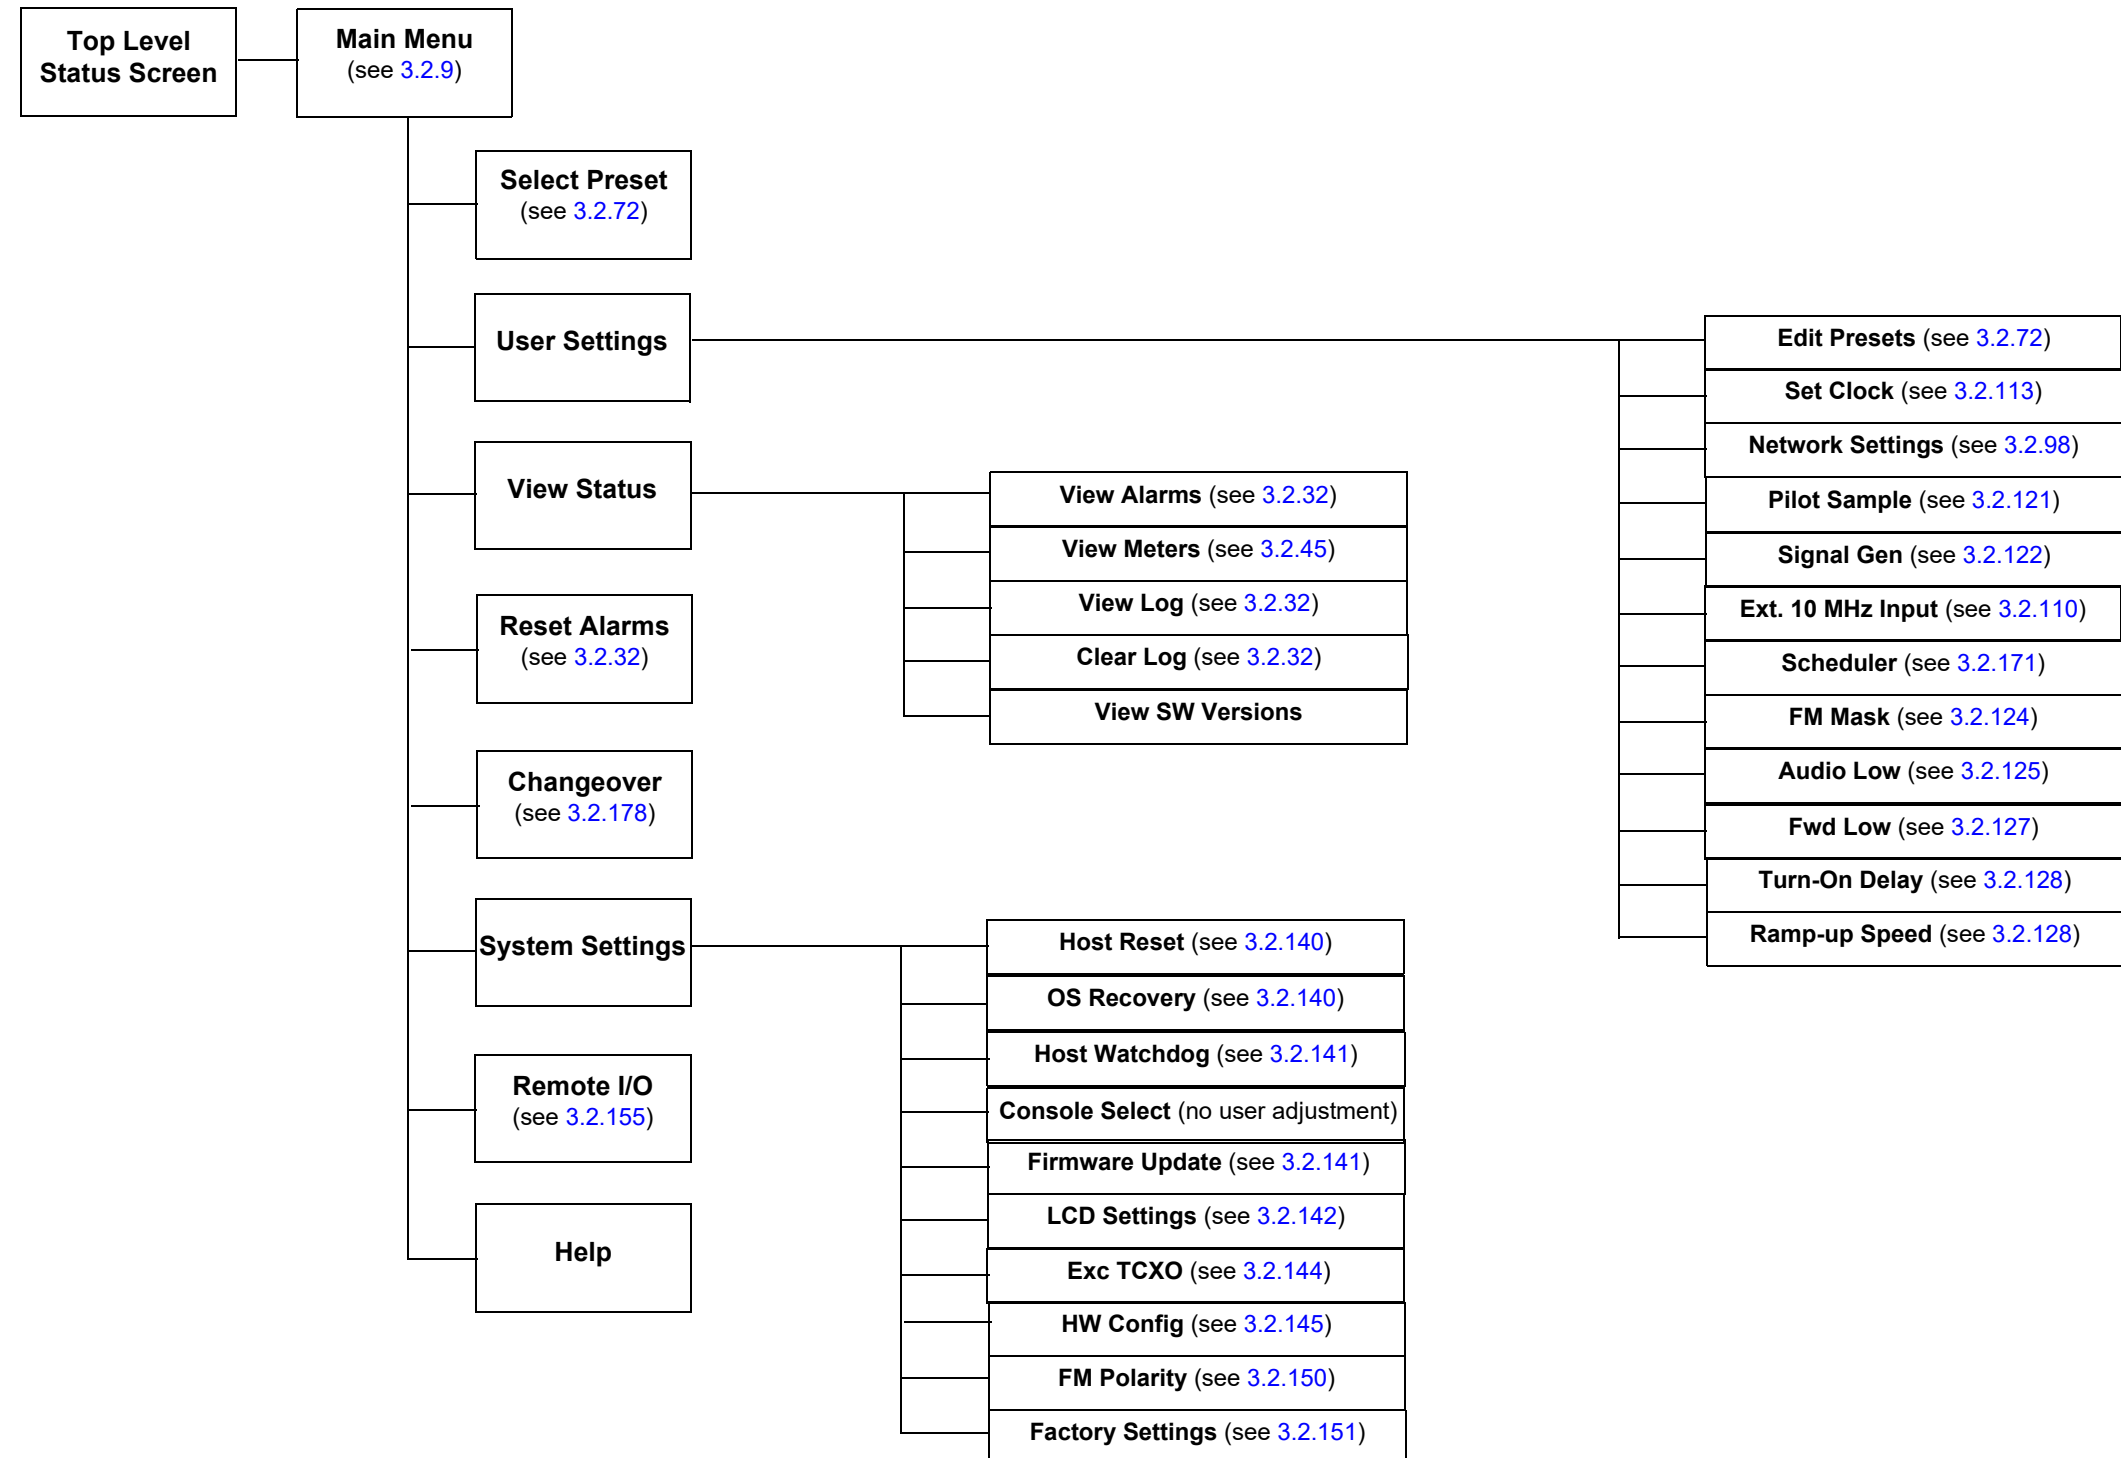 Top Level
Status Screen
Main Menu
(see 3.2.9)
Select Preset
(see 3.2.72)
User Settings
Edit Presets (see 3.2.72)
Set Clock (see 3.2.113)
Network Settings (see 3.2.98)
Pilot Sample (see 3.2.121)
Signal Gen (see 3.2.122)
Ext. 10 MHz Input (see 3.2.110)
Scheduler (see 3.2.171)
FM Mask (see 3.2.124)
Audio Low (see 3.2.125)
Fwd Low (see 3.2.127)
Turn-On Delay (see 3.2.128)
Ramp-up Speed (see 3.2.128)
View Status
View Alarms (see 3.2.32)
View Meters (see 3.2.45)
View Log (see 3.2.32)
Clear Log (see 3.2.32)
View SW Versions
Reset Alarms
(see 3.2.32)
Changeover
(see 3.2.178)
System Settings
Host Reset (see 3.2.140)
OS Recovery (see 3.2.140)
Host Watchdog (see 3.2.141)
Console Select (no user adjustment)
Firmware Update (see 3.2.141)
LCD Settings (see 3.2.142)
Exc TCXO (see 3.2.144)
HW Config (see 3.2.145)
FM Polarity (see 3.2.150)
Factory Settings (see 3.2.151)
Remote I/O
(see 3.2.155)
Help